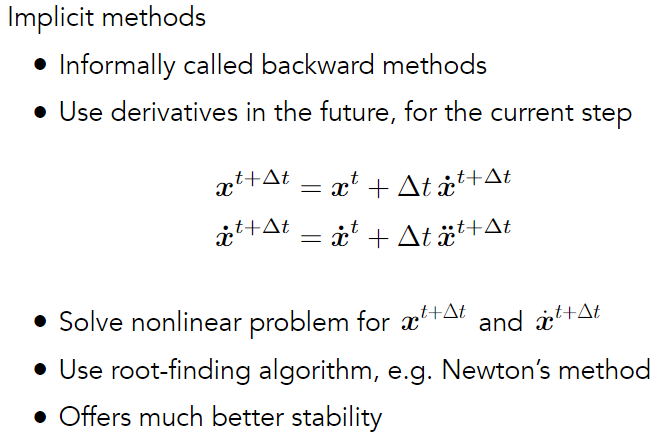 Implicit methods
• Informally called backward methods
• Use derivatives in the future, for the current step
$\boldsymbol{x}^{t+\Delta t} = \boldsymbol{x}^{t} + \Delta t\, \dot{\boldsymbol{x}}^{t+\Delta t}$
$\dot{\boldsymbol{x}}^{t+\Delta t} = \dot{\boldsymbol{x}}^{t} + \Delta t\, \ddot{\boldsymbol{x}}^{t+\Delta t}$
• Solve nonlinear problem for $\boldsymbol{x}^{t+\Delta t}$ and $\dot{\boldsymbol{x}}^{t+\Delta t}$
• Use root-finding algorithm, e.g. Newton’s method
• Offers much better stability